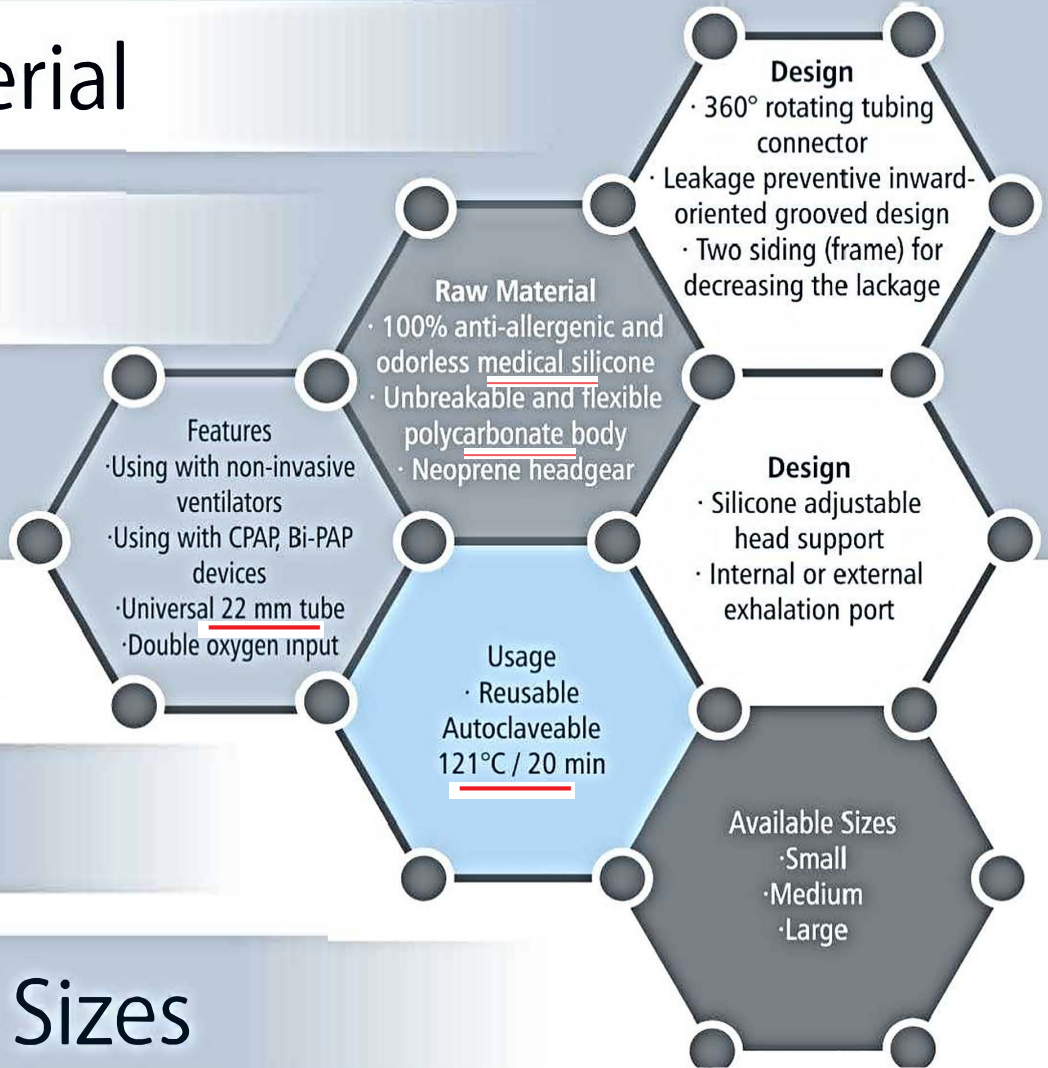 erial
Design
· 360° rotating tubing
connector
· Leakage preventive inward-
oriented grooved design
· Two siding (frame) for
decreasing the lackage
Raw Material
· 100% anti-allergenic and
odorless medical silicone
· Unbreakable and flexible
polycarbonate body
· Neoprene headgear
Features
·Using with non-invasive
ventilators
·Using with CPAP, Bi-PAP
devices
·Universal 22 mm tube
·Double oxygen input
Design
· Silicone adjustable
head support
· Internal or external
exhalation port
Usage
· Reusable
Autoclaveable
121°C / 20 min
Available Sizes
·Small
·Medium
·Large
Sizes